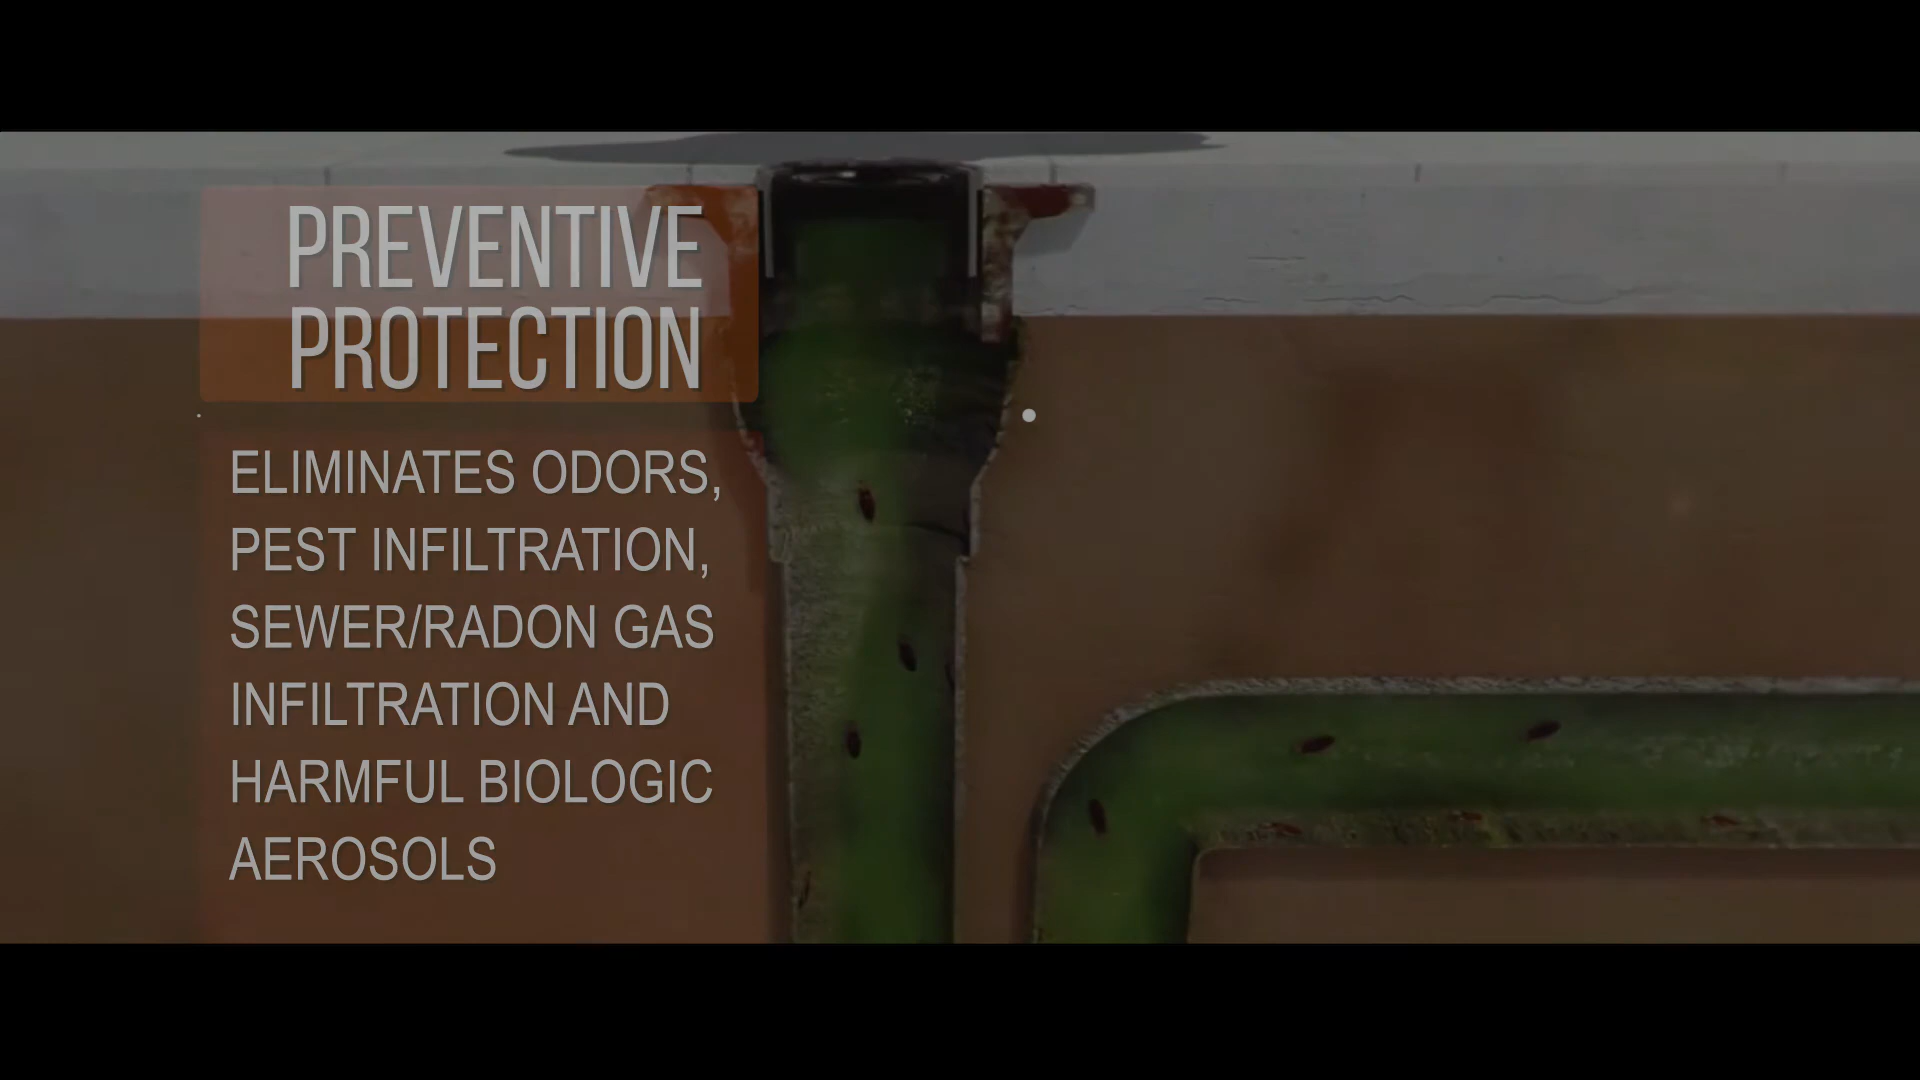 PREVENTIVE
PROTECTION
ELIMINATES ODORS,
PEST INFILTRATION,
SEWER/RADON GAS
INFILTRATION AND
HARMFUL BIOLOGIC
AEROSOLS